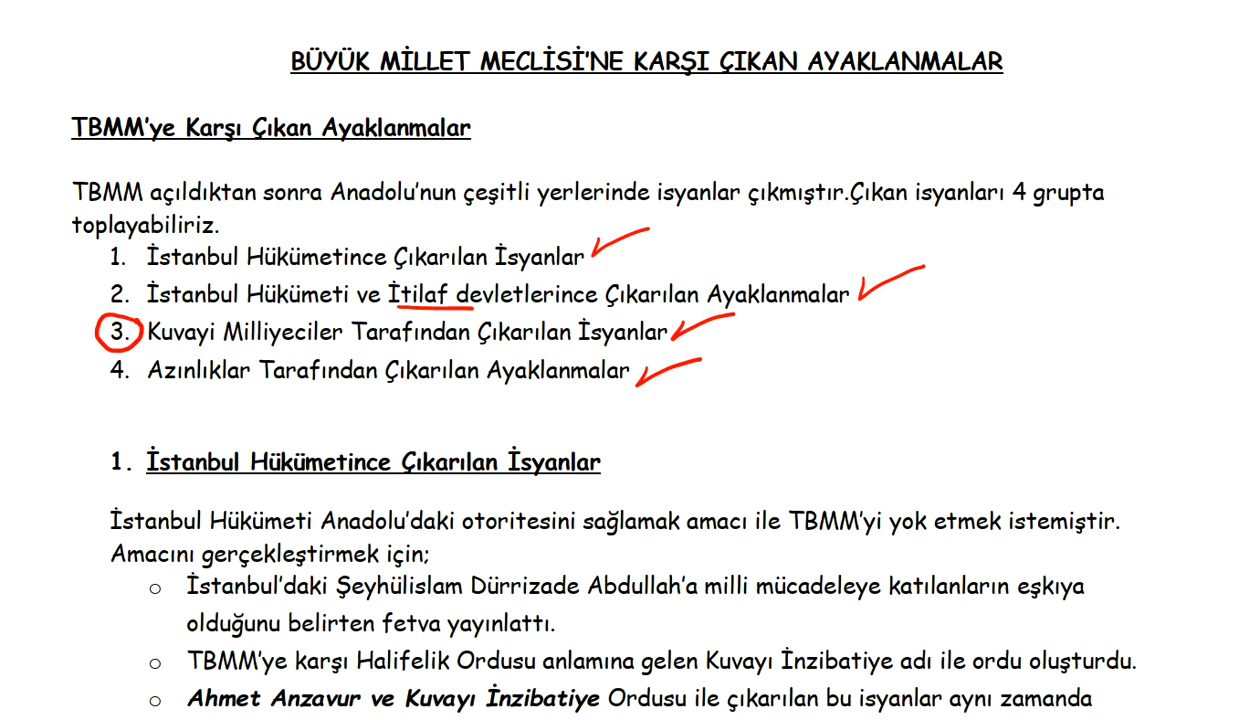 BÜYÜK MİLLET MECLİSİ'NE KARŞI ÇIKAN AYAKLANMALAR
TBMM'ye Karşı Çıkan Ayaklanmalar
TBMM açıldıktan sonra Anadolu'nun çeşitli yerlerinde isyanlar çıkmıştır.Çıkan isyanları 4 grupta
toplayabiliriz.
1. İstanbul Hükümetince Çıkarılan İsyanlar
2. İstanbul Hükümeti ve İtilaf devletlerince Çıkarılan Ayaklanmalar
3. Kuvayi Milliyeciler Tarafından Çıkarılan İsyanlar
4. Azınlıklar Tarafından Çıkarılan Ayaklanmalar
1. İstanbul Hükümetince Çıkarılan İsyanlar
İstanbul Hükümeti Anadolu'daki otoritesini sağlamak amacı ile TBMM'yi yok etmek istemiştir.
Amacını gerçekleştirmek için;
o İstanbul'daki Şeyhülislam Dürrizade Abdullah'a milli mücadeleye katılanların eşkıya
olduğunu belirten fetva yayınlattı.
o TBMM'ye karşı Halifelik Ordusu anlamına gelen Kuvayı İnzibatiye adı ile ordu oluşturdu.
o Ahmet Anzavur ve Kuvayı İnzibatiye Ordusu ile çıkarılan bu isyanlar aynı zamanda